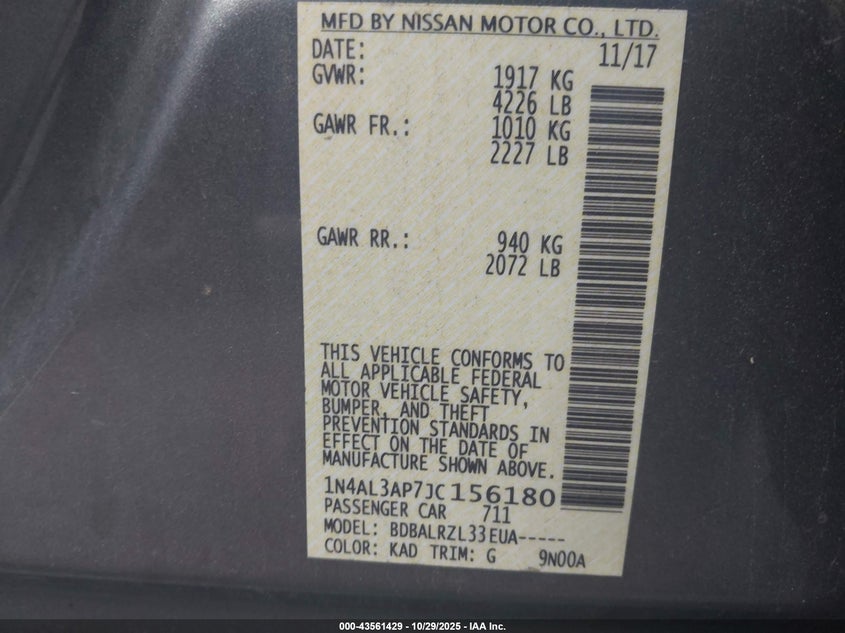 MFD BY NISSAN MOTOR CO., LTD.
DATE: 11/17
GVWR: 1917 KG
4226 LB
GAWR FR.: 1010 KG
2227 LB
GAWR RR.: 940 KG
2072 LB
THIS VEHICLE CONFORMS TO
ALL APPLICABLE FEDERAL
MOTOR VEHICLE SAFETY,
BUMPER, AND THEFT
PREVENTION STANDARDS IN
EFFECT ON THE DATE OF
MANUFACTURE SHOWN ABOVE.
1N4AL3AP7JC156180
PASSENGER CAR 711
MODEL: BDBALRZL33EUA-----
COLOR: KAD TRIM: G 9N00A
000-43561429 - 10/29/2025 - IAA Inc.